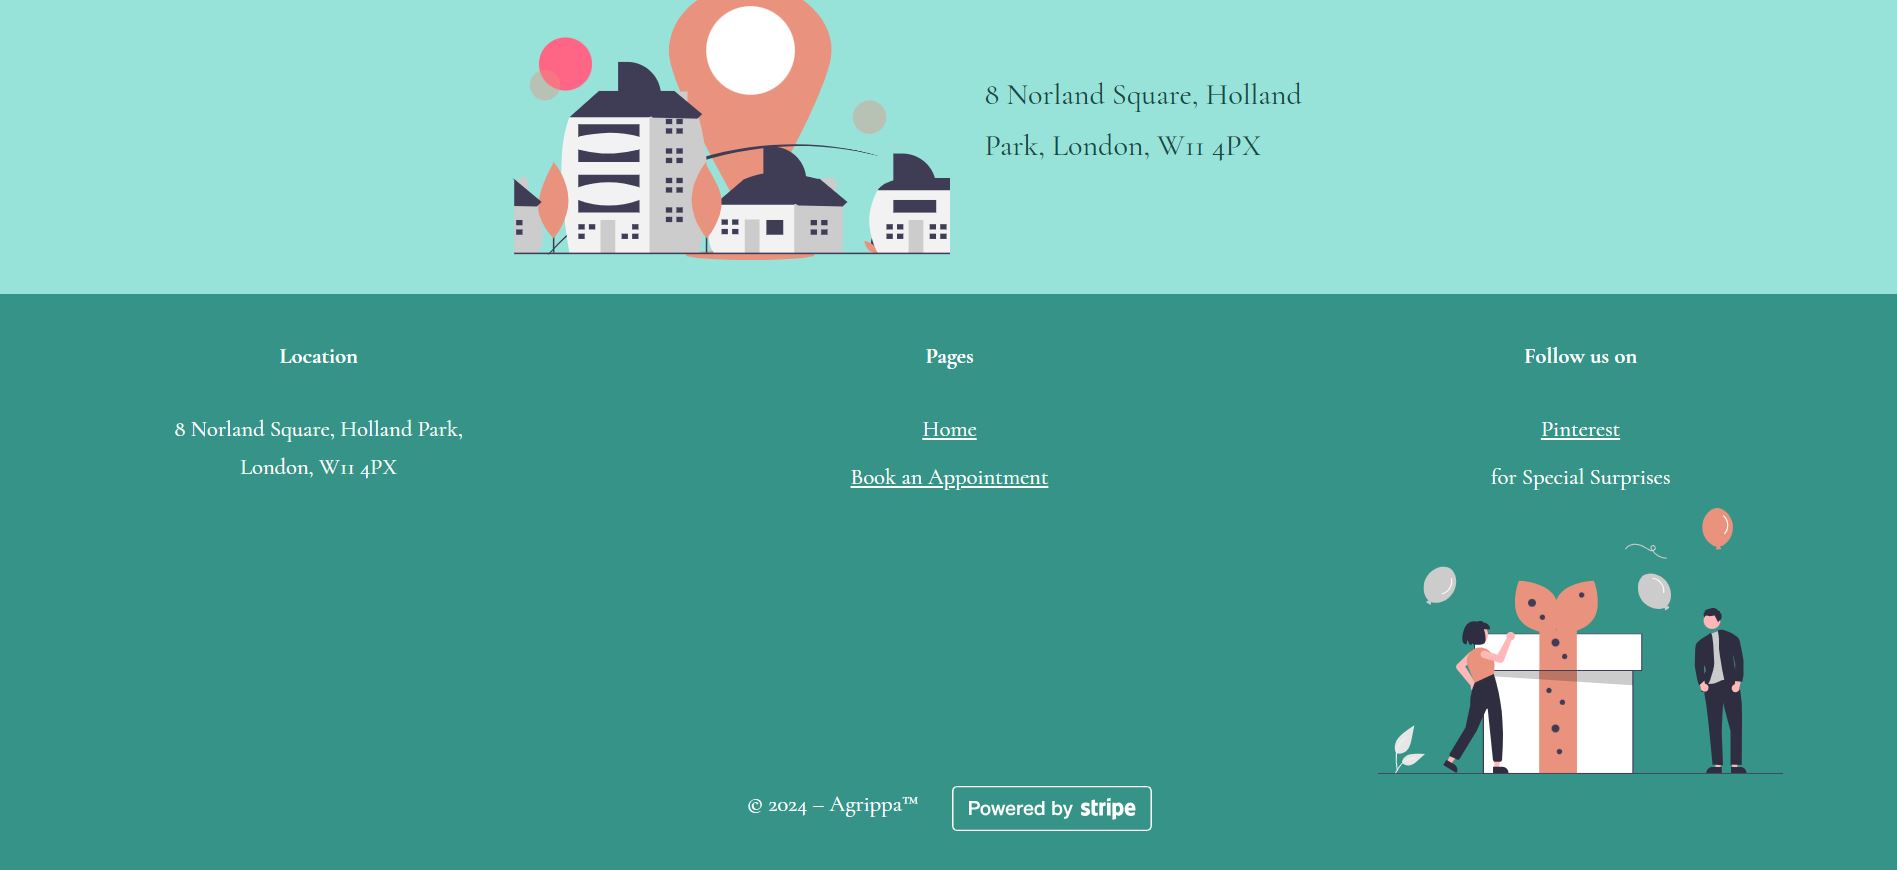 8 Norland Square, Holland
Park, London, W11 4PX
Location
8 Norland Square, Holland Park,
London, W11 4PX
Pages
Home
Book an Appointment
Follow us on
Pinterest
for Special Surprises
© 2024 – Agrippa™
Powered by stripe